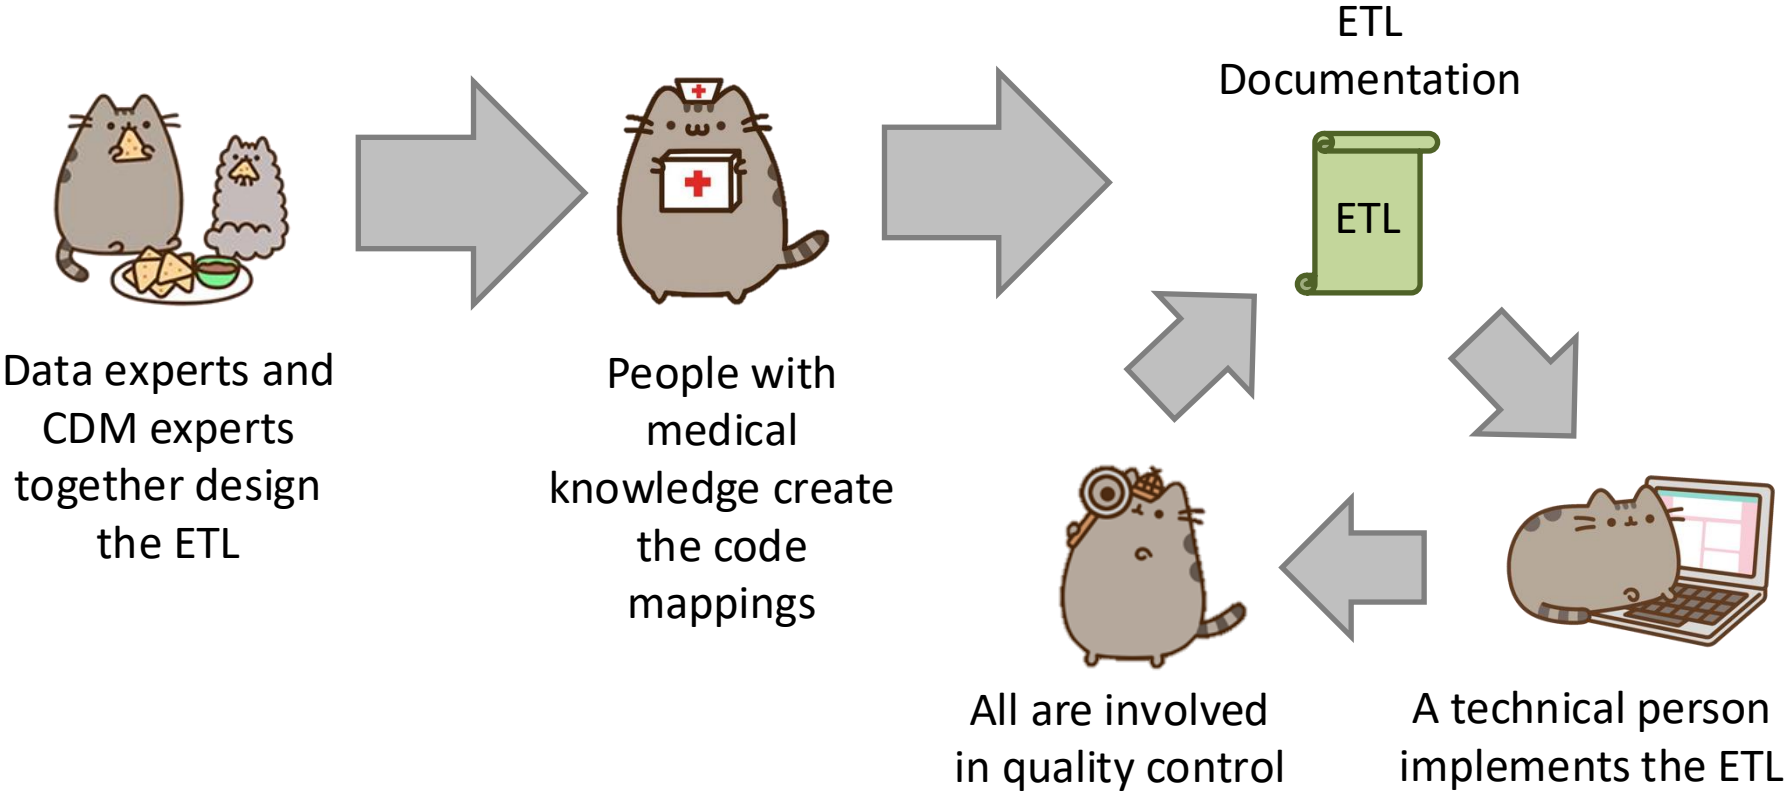 Data experts and
CDM experts
together design
the ETL
People with
medical
knowledge create
the code
mappings
ETL
Documentation
ETL
A technical person
implements the ETL
All are involved
in quality control